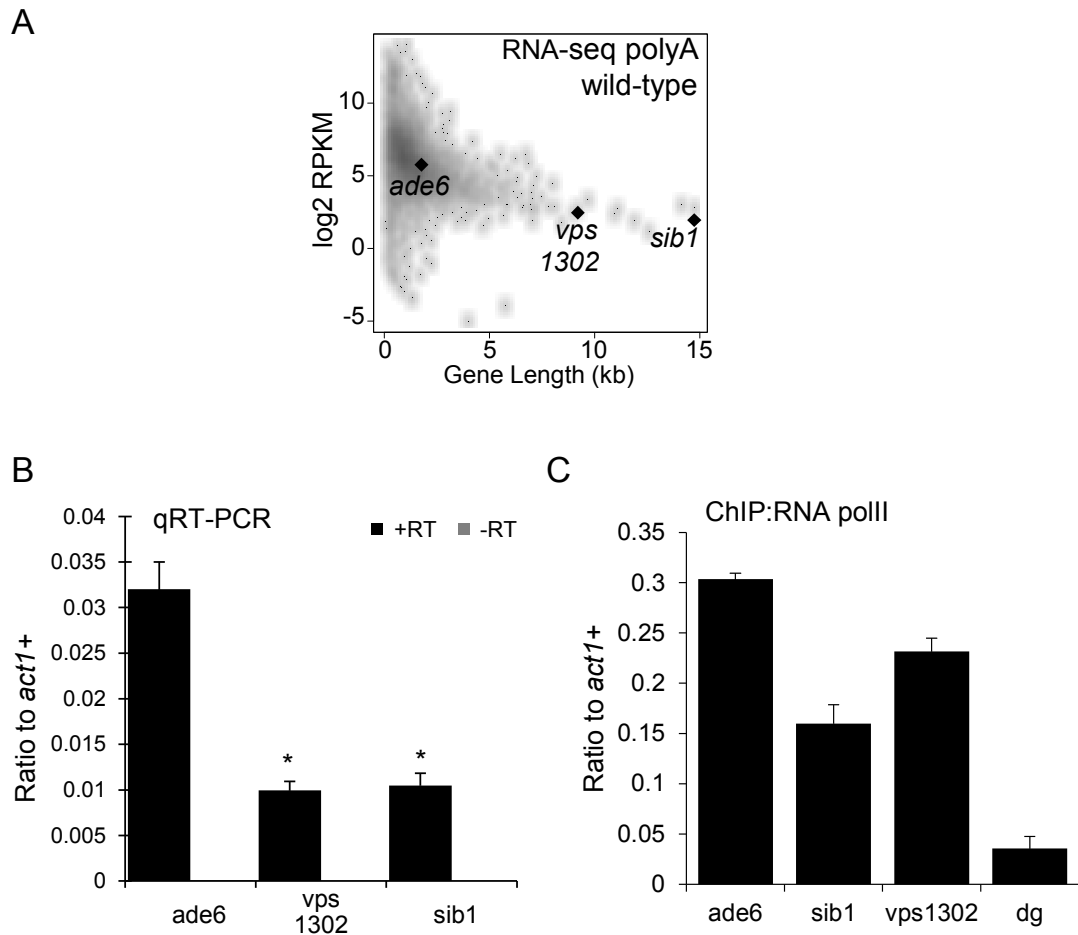 A
RNA-seq polyA
wild-type
log2 RPKM
10
5
0
-5
ade6
vps
1302
sib1
0
5
10
15
Gene Length (kb)
B
qRT-PCR
+RT
-RT
Ratio to act1+
0.04
0.035
0.03
0.025
0.02
0.015
0.01
0.005
0
*
*
ade6
vps
1302
sib1
C
ChIP:RNA polII
Ratio to act1+
0.35
0.3
0.25
0.2
0.15
0.1
0.05
0
ade6
sib1
vps1302
dg